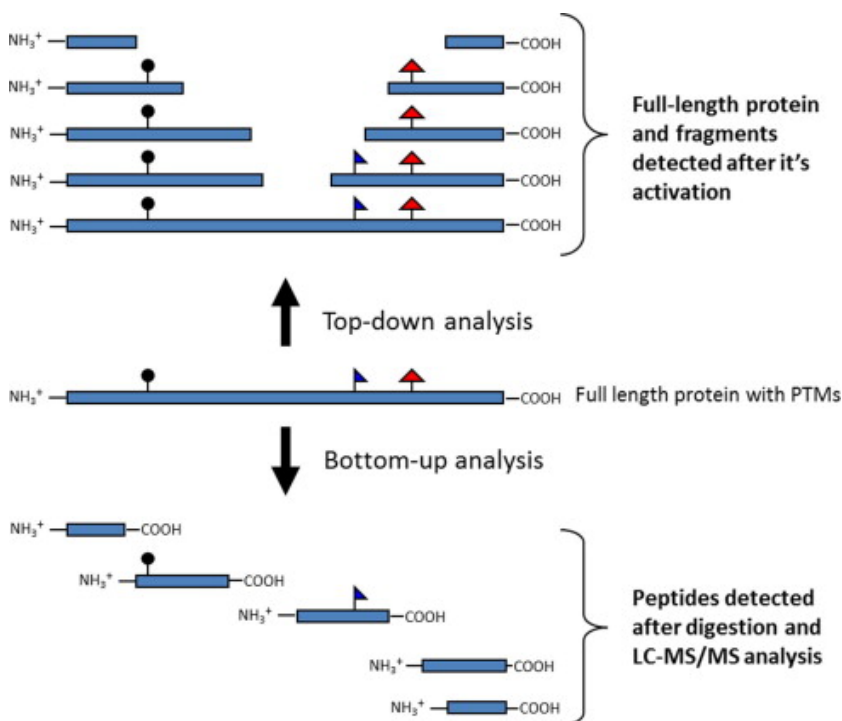 NH3+ COOH
NH3+ COOH
NH3+ COOH
NH3+ COOH
NH3+ COOH
Full-length protein
and fragments
detected after it's
activation
Top-down analysis
NH3+ COOH Full length protein with PTMs
Bottom-up analysis
NH3+ COOH
NH3+ COOH
NH3+ COOH
NH3+ COOH
NH3+ COOH
Peptides detected
after digestion and
LC-MS/MS analysis